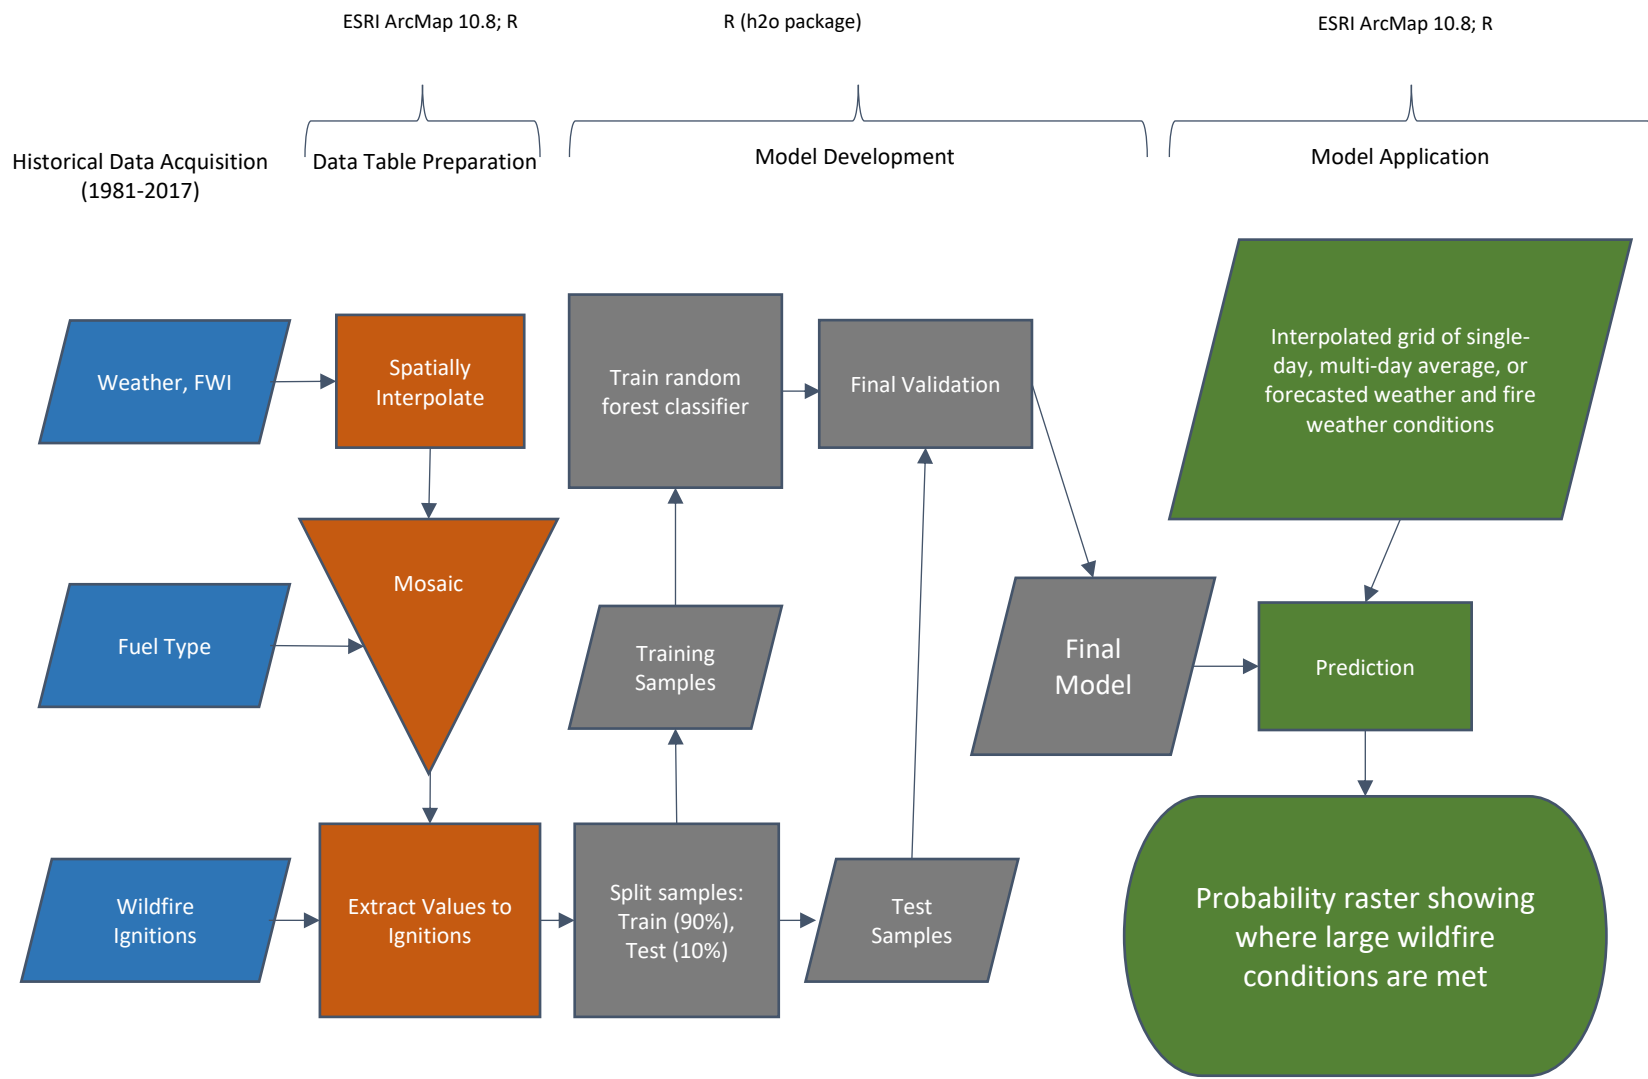 ESRI ArcMap 10.8; R
R (h2o package)
ESRI ArcMap 10.8; R
Historical Data Acquisition
(1981-2017)
Data Table Preparation
Model Development
Model Application
Weather, FWI
Spatially
Interpolate
Train random
forest classifier
Final Validation
Interpolated grid of single-
day, multi-day average, or
forecasted weather and fire
weather conditions
Fuel Type
Mosaic
Training
Samples
Final
Model
Prediction
Wildfire
Ignitions
Extract Values to
Ignitions
Split samples:
Train (90%),
Test (10%)
Test
Samples
Probability raster showing
where large wildfire
conditions are met